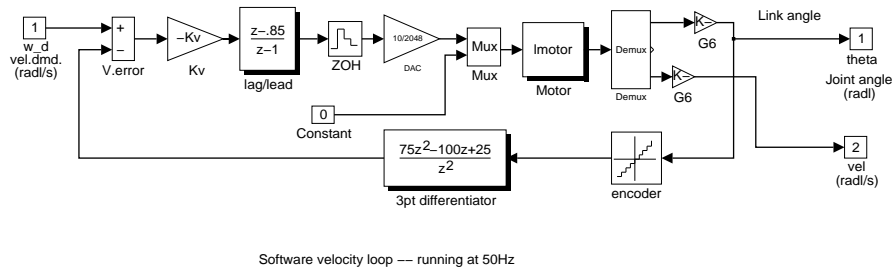 1
w_d
vel.dmd.
(radl/s)
+
−
V.error
−Kv
Kv
z−.85
z−1
lag/lead
ZOH
10/2048
DAC
Mux
Mux
0
Constant
Imotor
Motor
Demux
Demux
K−
G6
K−
G6
Link angle
1
theta
Joint angle
(radl)
2
vel
(radl/s)
75z2−100z+25
z2
3pt differentiator
encoder
Software velocity loop −− running at 50Hz